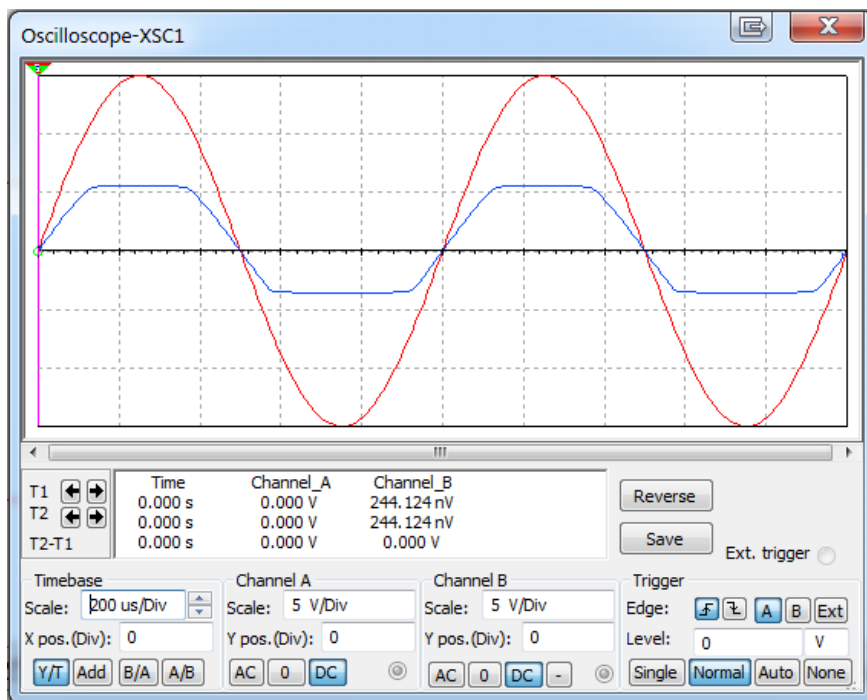 Oscilloscope-XSC1
Time Channel_A Channel_B
T1 0.000 s 0.000 V 244.124 nV
T2 0.000 s 0.000 V 244.124 nV
T2-T1 0.000 s 0.000 V 0.000 V
Reverse
Save
Ext. trigger
Timebase Channel A Channel B Trigger
Scale: 200 us/Div Scale: 5 V/Div Scale: 5 V/Div Edge: A B Ext
X pos.(Div): 0 Y pos.(Div): 0 Y pos.(Div): 0 Level: 0 V
Y/T Add B/A A/B AC 0 DC AC 0 DC - Single Normal Auto None